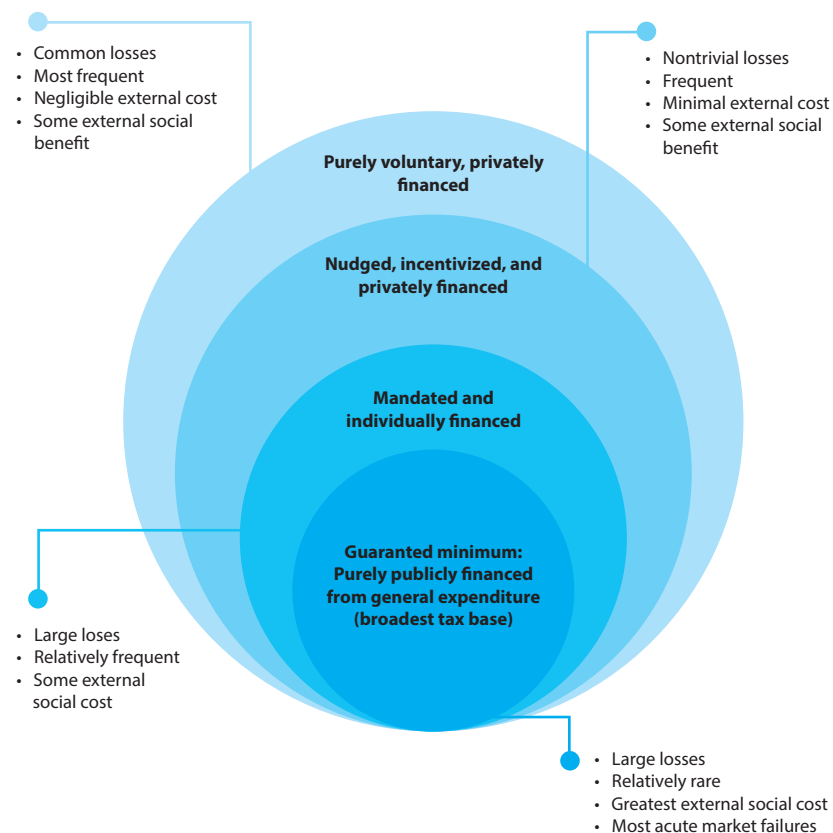 • Common losses
• Most frequent
• Negligible external cost
• Some external social
benefit
• Nontrivial losses
• Frequent
• Minimal external cost
• Some external social
benefit
Purely voluntary, privately
financed
Nudged, incentivized, and
privately financed
Mandated and
individually financed
Guaranted minimum:
Purely publicly financed
from general expenditure
(broadest tax base)
• Large loses
• Relatively frequent
• Some external
social cost
• Large losses
• Relatively rare
• Greatest external social cost
• Most acute market failures